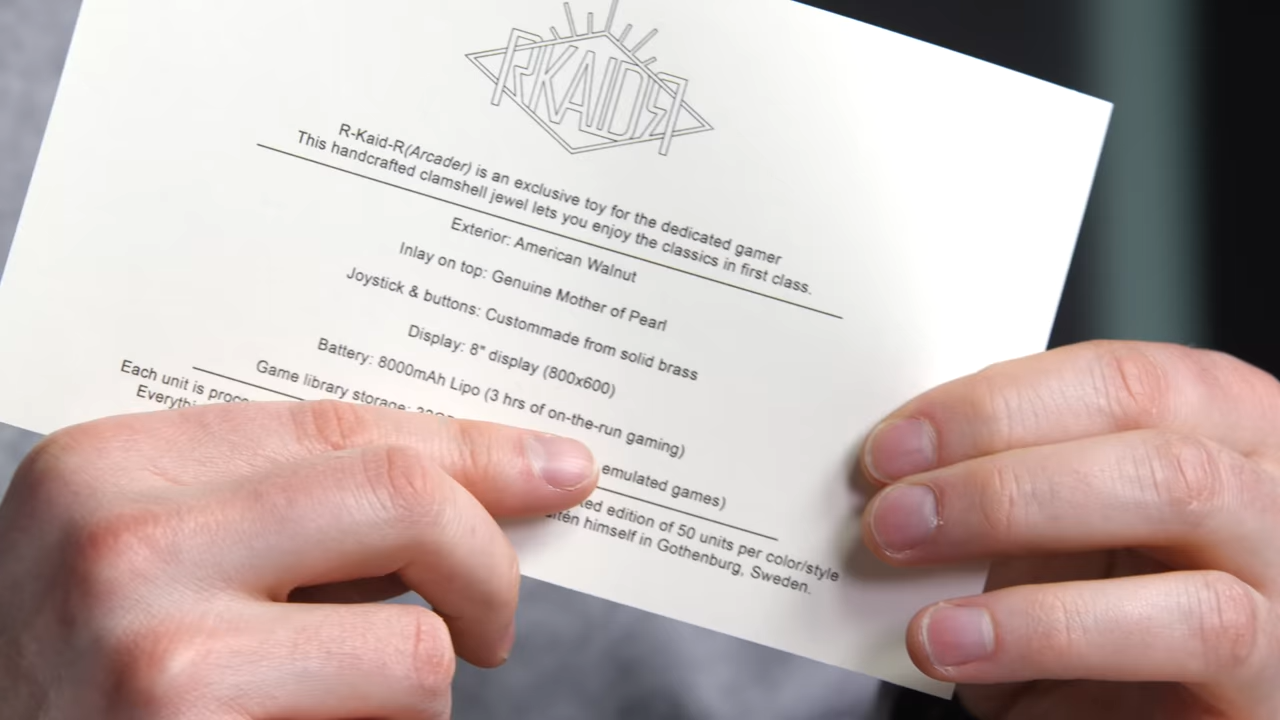 RKAIDR
R-Kaid-R(Arcader) is an exclusive toy for the dedicated gamer
This handcrafted clamshell jewel lets you enjoy the classics in first class.
Exterior: American Walnut
Inlay on top: Genuine Mother of Pearl
Joystick & buttons: Custommade from solid brass
Display: 8" display (800x600)
Battery: 8000mAh Lipo (3 hrs of on-the-run gaming)
Game library storage: emulated games)
Each unit is edition of 50 units per color/style
himself in Gothenburg, Sweden.